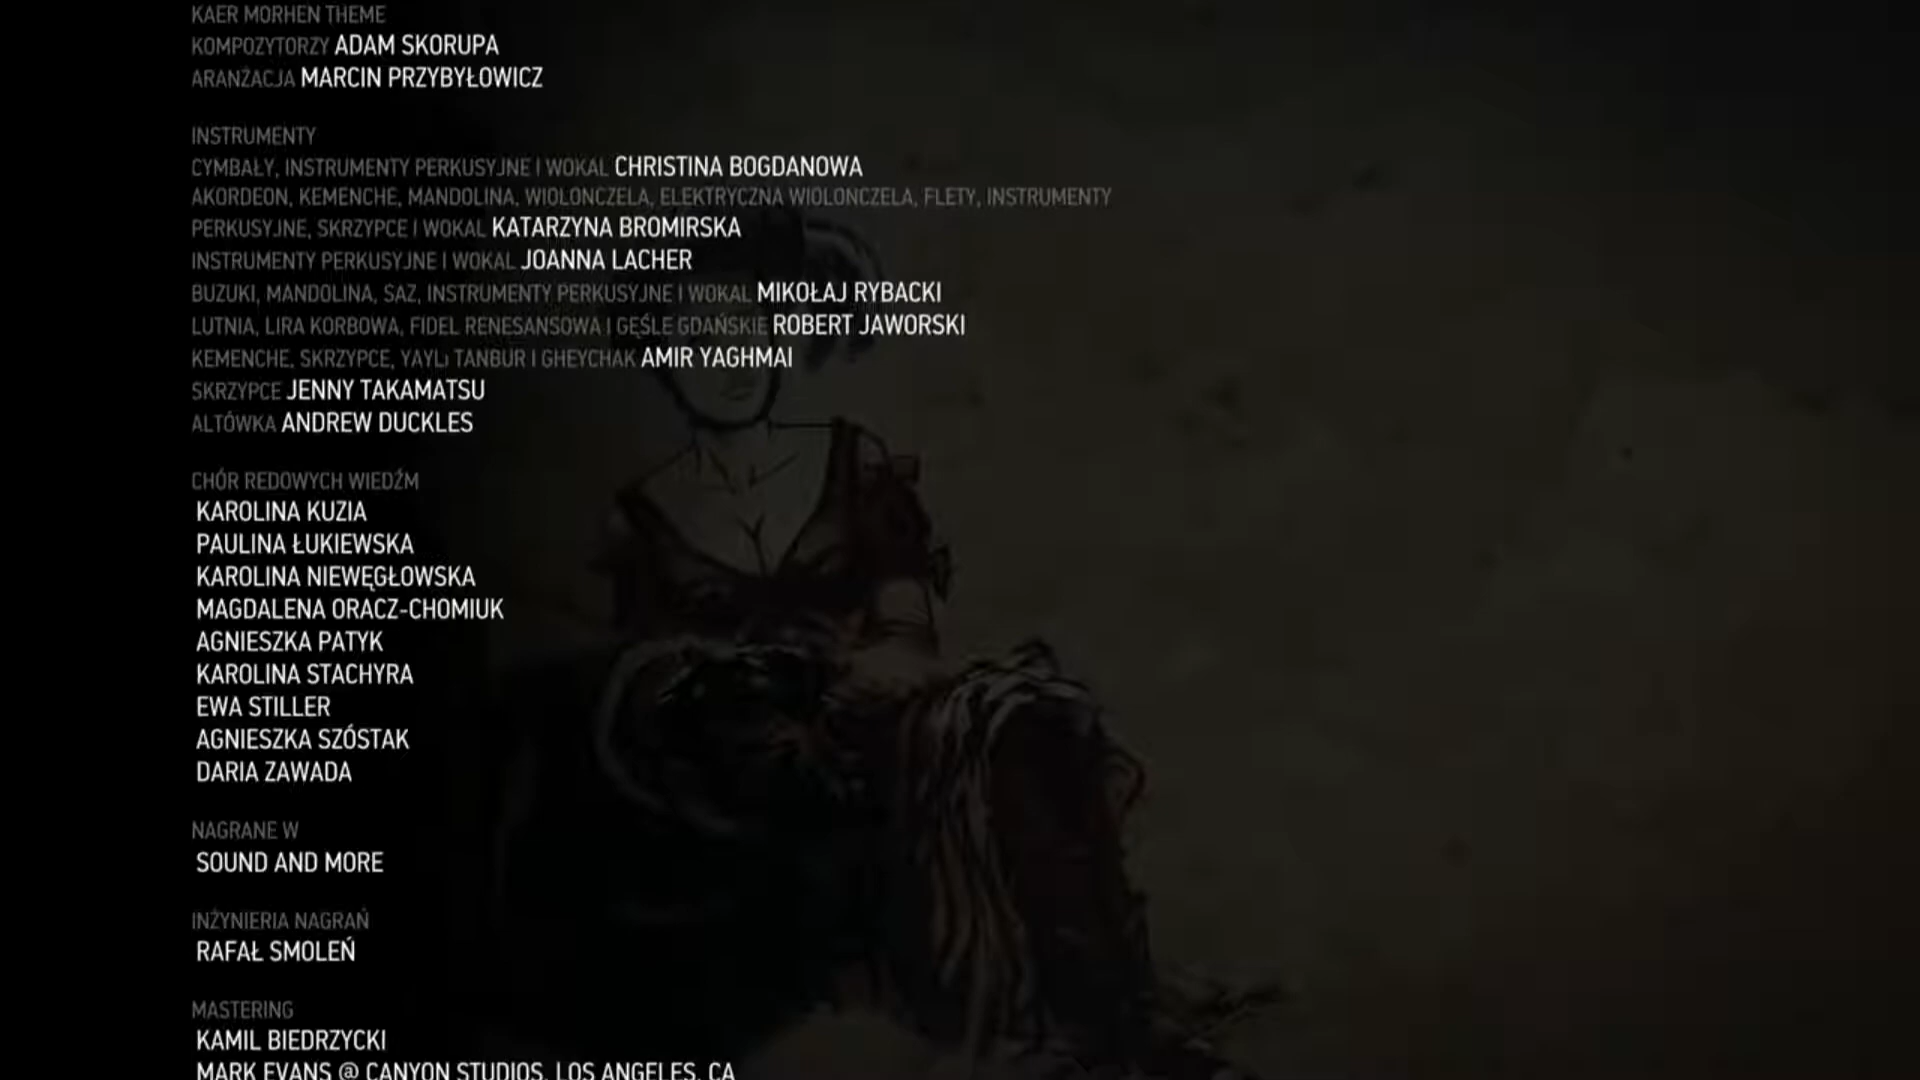 KAER MORHEN THEME
KOMPOZYTORZY ADAM SKORUPA
ARANŻACJA MARCIN PRZYBYŁOWICZ
INSTRUMENTY
CYMBAŁY, INSTRUMENTY PERKUSYJNE I WOKAL CHRISTINA BOGDANOWA
AKORDEON, KEMENCHE, MANDOLINA, WIOLONCZELA, ELEKTRYCZNA WIOLONCZELA, FLETY, INSTRUMENTY
PERKUSYJNE, SKRZYPCE I WOKAL KATARZYNA BROMIRSKA
INSTRUMENTY PERKUSYJNE I WOKAL JOANNA LACHER
BUZUKI, MANDOLINA, SAZ, INSTRUMENTY PERKUSYJNE I WOKAL MIKOŁAJ RYBACKI
LUTNIA, LIRA KORBOWA, FIDEL RENESANSOWA I GĘŚLE GDAŃSKIE ROBERT JAWORSKI
KEMENCHE, SKRZYPCE, YAYLı TANBUR I GHEYCHAK AMIR YAGHMAI
SKRZYPCE JENNY TAKAMATSU
ALTÓWKA ANDREW DUCKLES
CHÓR REDOWYCH WIEDŹM
KAROLINA KUZIA
PAULINA ŁUKIEWSKA
KAROLINA NIEWĘGŁOWSKA
MAGDALENA ORACZ-CHOMIUK
AGNIESZKA PATYK
KAROLINA STACHYRA
EWA STILLER
AGNIESZKA SZÓSTAK
DARIA ZAWADA
NAGRANE W
SOUND AND MORE
INŻYNIERIA NAGRAŃ
RAFAŁ SMOLEŃ
MASTERING
KAMIL BIEDRZYCKI
MARK EVANS @ CANYON STUDIOS, LOS ANGELES, CA